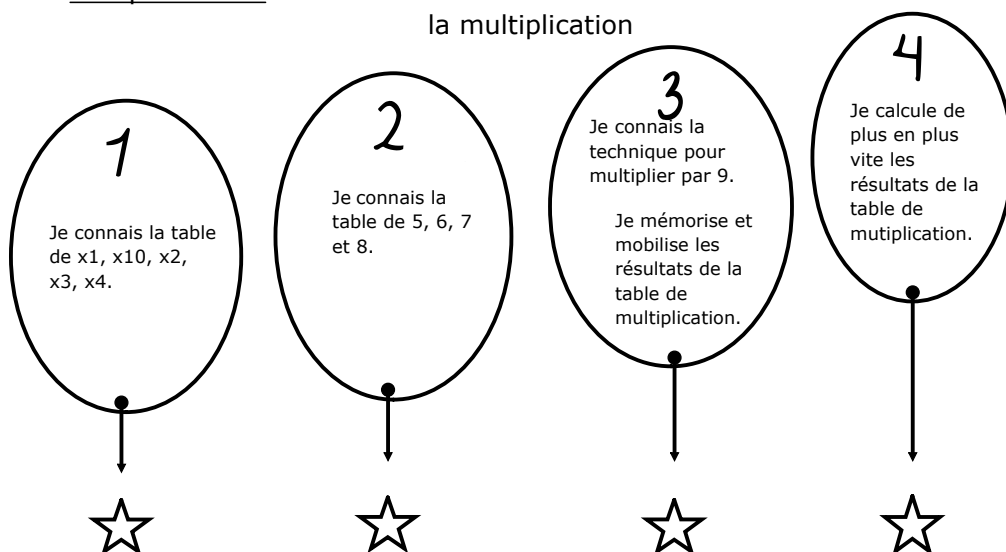 la multiplication
1
Je connais la table
de x1, x10, x2,
x3, x4.
2
Je connais la
table de 5, 6, 7
et 8.
3
Je connais la
technique pour
multiplier par 9.
Je mémorise et
mobilise les
résultats de la
table de
multiplication.
4
Je calcule de
plus en plus
vite les
résultats de la
table de
mutiplication.